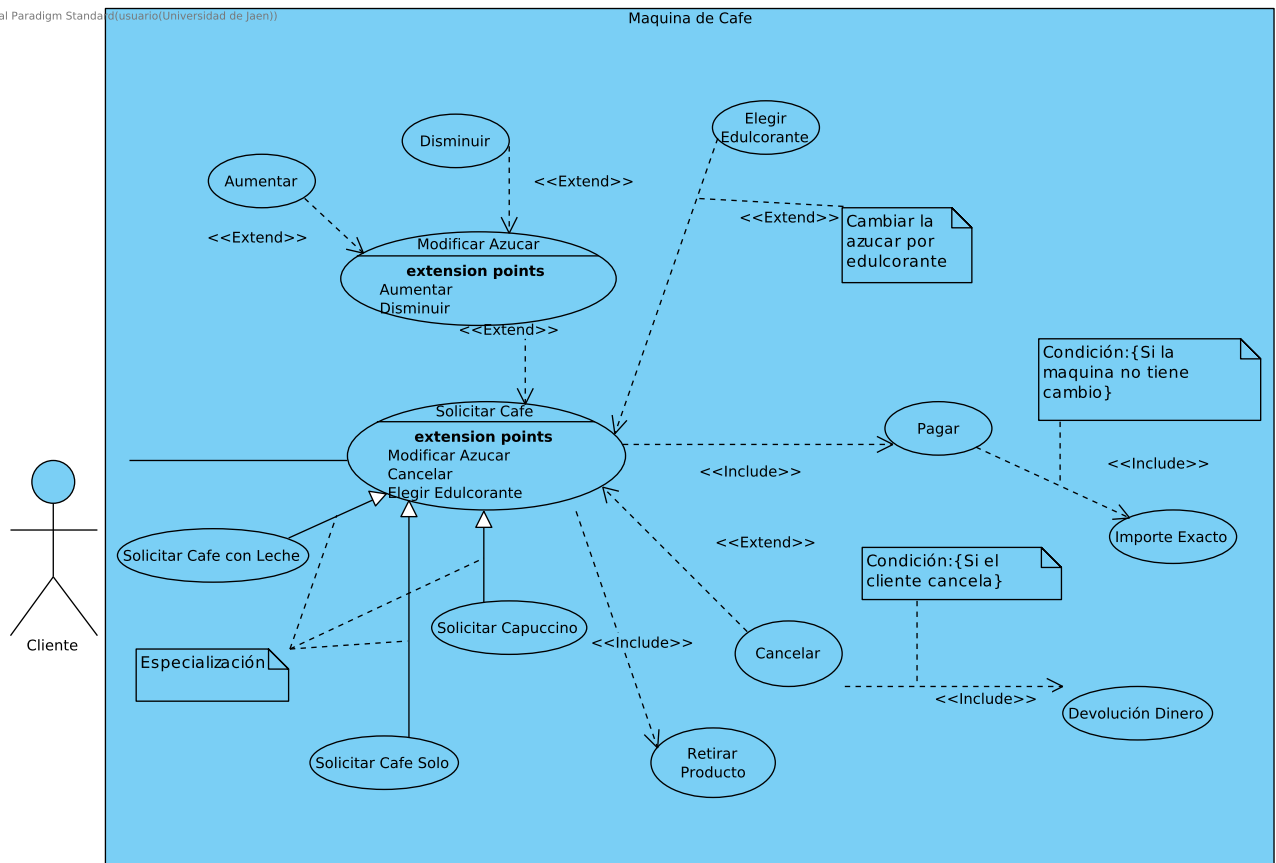 al Paradigm Standard(usuario(Universidad de Jaen))
Maquina de Cafe
Elegir
Edulcorante
Disminuir
Aumentar
<<Extend>>
<<Extend>>
<<Extend>>
Cambiar la
azucar por
edulcorante
Modificar Azucar
extension points
Aumentar
Disminuir
<<Extend>>
Condición:{Si la
maquina no tiene
cambio}
Solicitar Cafe
extension points
Modificar Azucar
Cancelar
Elegir Edulcorante
Pagar
<<Include>>
<<Include>>
Importe Exacto
<<Extend>>
Condición:{Si el
cliente cancela}
Solicitar Cafe con Leche
Solicitar Capuccino
<<Include>>
Cliente
Especialización
Cancelar
<<Include>>
Devolución Dinero
Solicitar Cafe Solo
Retirar
Producto